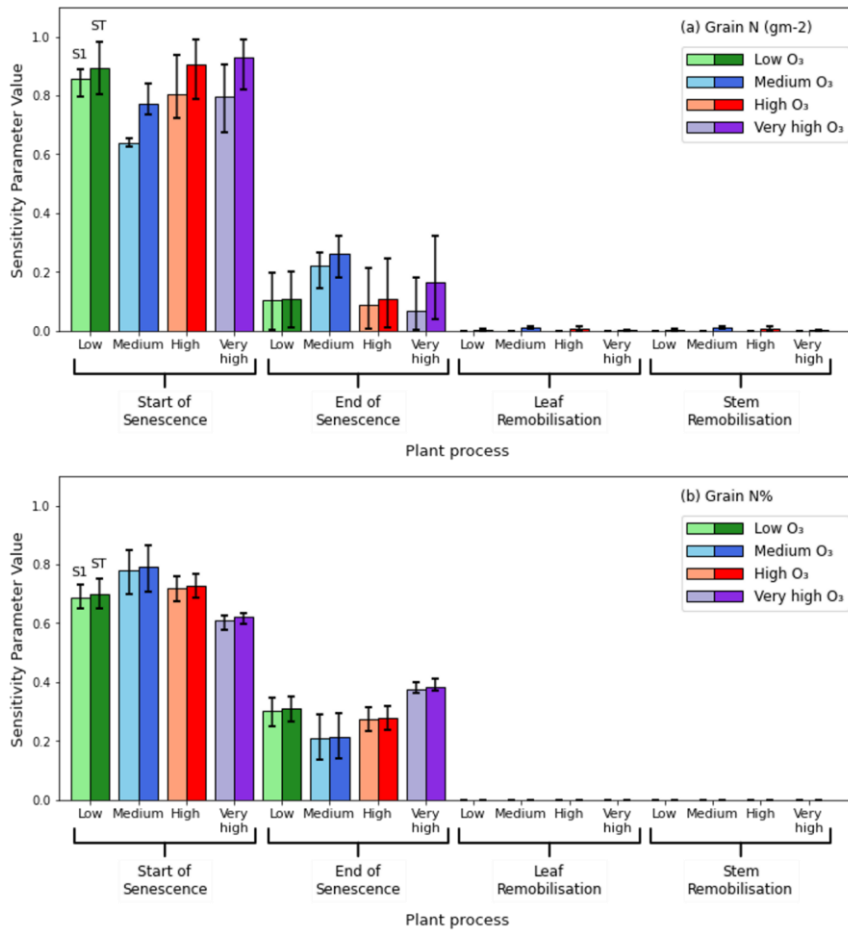 (a) Grain N (gm-2)
Low O₃
Medium O₃
High O₃
Very high O₃
S1 ST
Sensitivity Parameter Value
1.0
0.8
0.6
0.4
0.2
0.0
Low Medium High Very high Low Medium High Very high Low Medium High Very high Low Medium High Very high
Start of Senescence
End of Senescence
Leaf Remobilisation
Stem Remobilisation
Plant process
(b) Grain N%
Low O₃
Medium O₃
High O₃
Very high O₃
S1 ST
Sensitivity Parameter Value
1.0
0.8
0.6
0.4
0.2
0.0
Low Medium High Very high Low Medium High Very high Low Medium High Very high Low Medium High Very high
Start of Senescence
End of Senescence
Leaf Remobilisation
Stem Remobilisation
Plant process